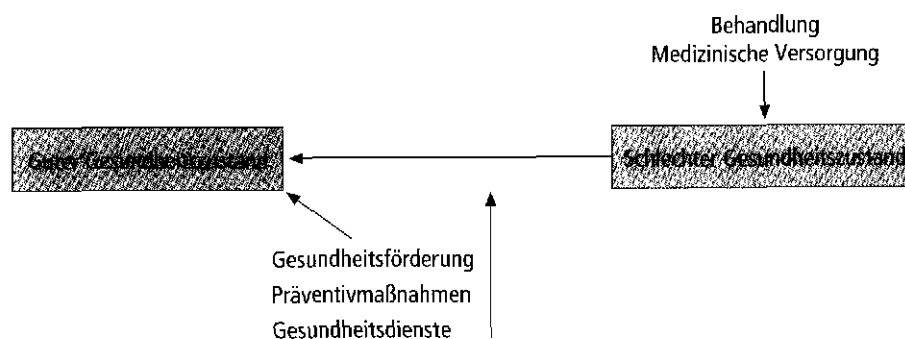 Behandlung
Medizinische Versorgung
Guter Gesundheitszustand
Schlechter Gesundheitszustand
Gesundheitsförderung
Präventivmaßnahmen
Gesundheitsdienste